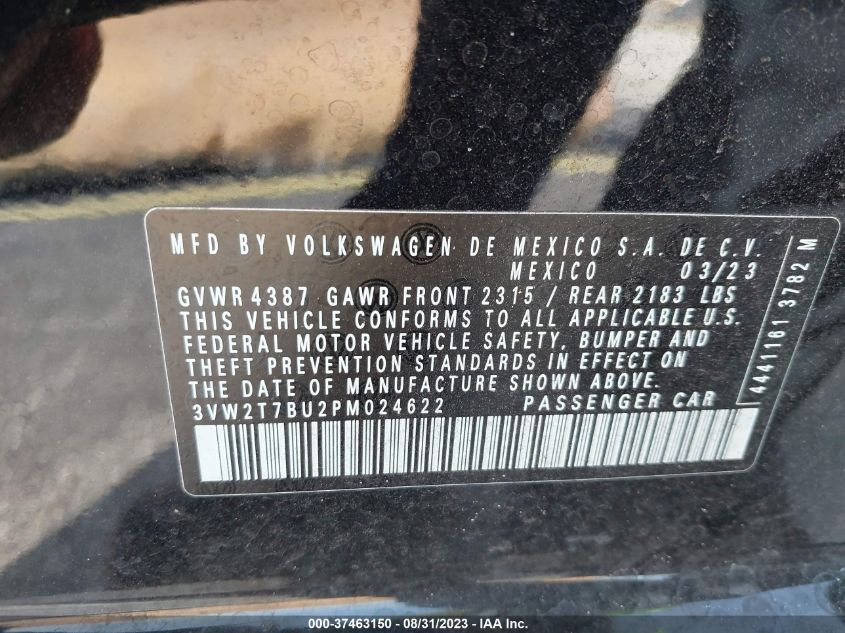 MFD BY VOLKSWAGEN DE MEXICO S.A. DE C.V.
MEXICO 03/23
GVWR 4387 GAWR FRONT 2315 / REAR 2183 LBS
THIS VEHICLE CONFORMS TO ALL APPLICABLE U.S.
FEDERAL MOTOR VEHICLE SAFETY, BUMPER AND
THEFT PREVENTION STANDARDS IN EFFECT ON
THE DATE OF MANUFACTURE SHOWN ABOVE.
3VW2T7BU2PM024622 PASSENGER CAR
4441161 3782 M
000-37463150 - 08/31/2023 - IAA Inc.